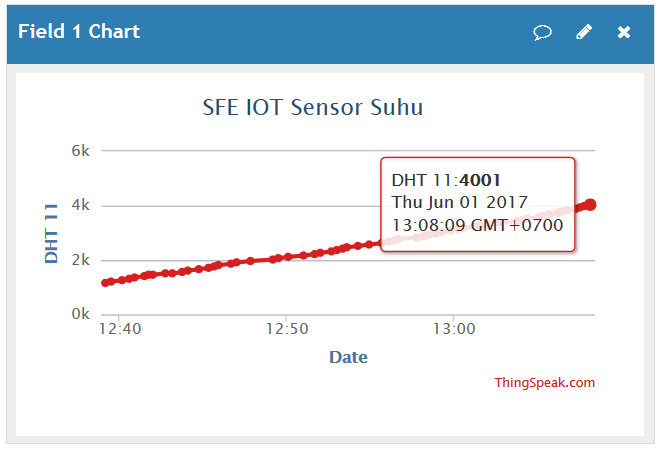 Field 1 Chart
SFE IOT Sensor Suhu
6k
4k
2k
0k
DHT 11
DHT 11:4001
Thu Jun 01 2017
13:08:09 GMT+0700
12:40 12:50 13:00
Date
ThingSpeak.com